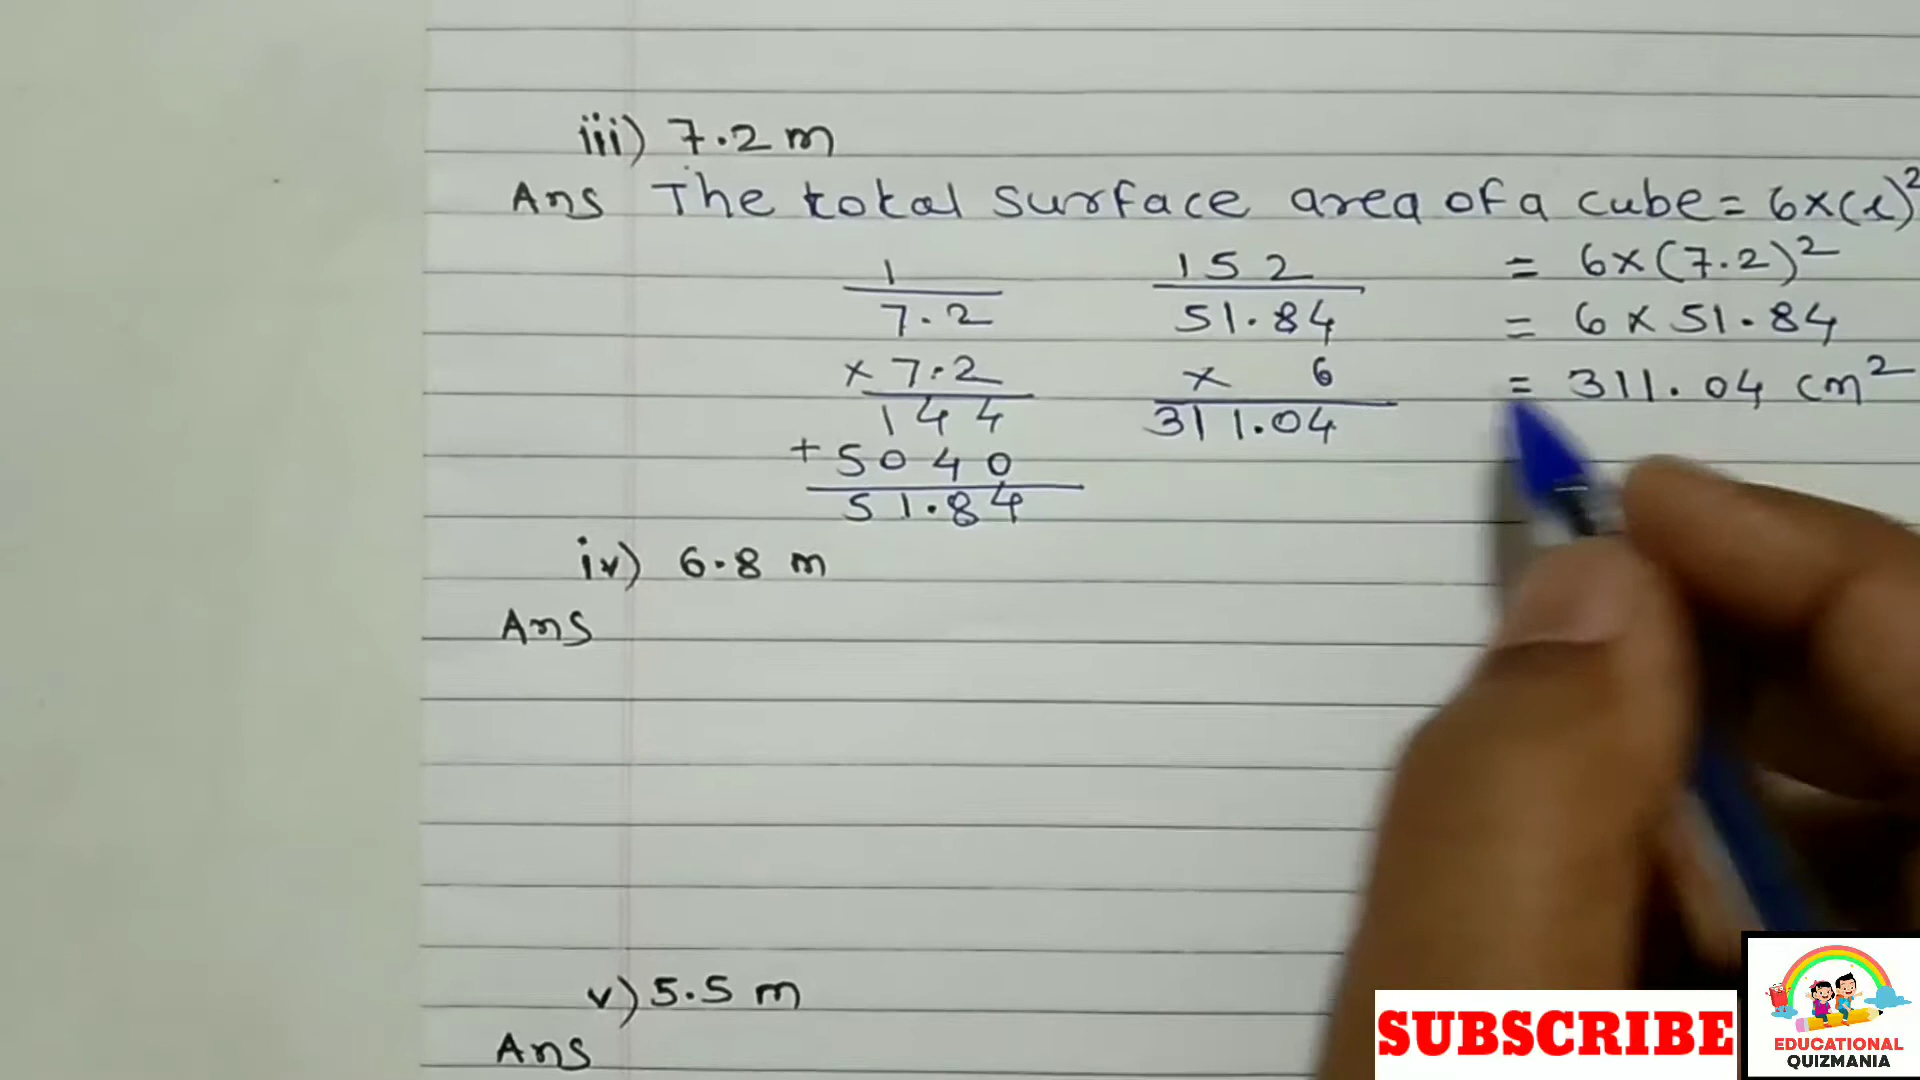 iii) 7.2 m
Ans The total surface area of a cube = 6×(l)²
1
7.2
× 7.2
144
+ 5040
51.84
152
51.84
× 6
311.04
= 6×(7.2)²
= 6 × 51.84
= 311.04 cm²
iv) 6.8 m
Ans
v) 5.5 m
Ans
SUBSCRIBE
EDUCATIONAL
QUIZMANIA